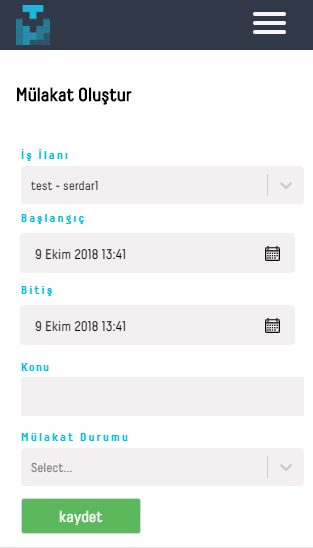 Mülakat Oluştur
İş İlanı
test - serdar1
Başlangıç
9 Ekim 2018 13:41
Bitiş
9 Ekim 2018 13:41
Konu
Mülakat Durumu
Select...
kaydet